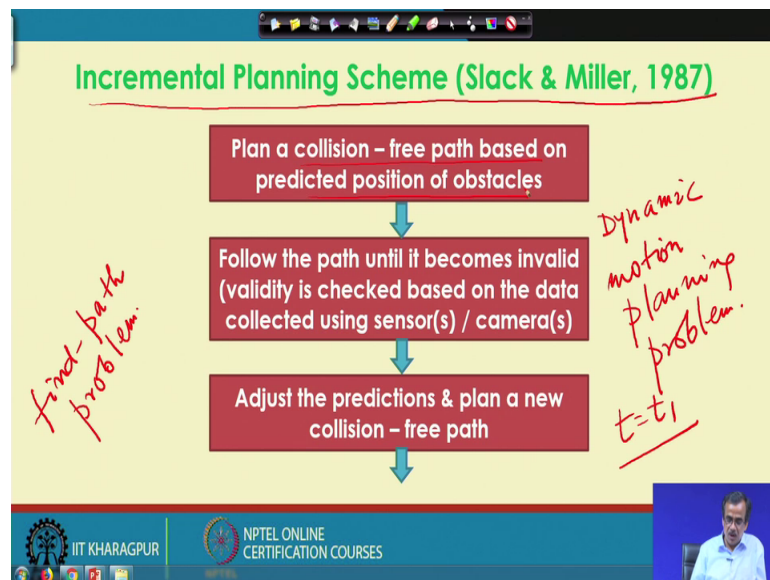 Incremental Planning Scheme (Slack & Miller, 1987)
Plan a collision – free path based on
predicted position of obstacles
Follow the path until it becomes invalid
(validity is checked based on the data
collected using sensor(s) / camera(s)
Adjust the predictions & plan a new
collision – free path
find-path
problem.
Dynamic
motion
planning
problem.
t=t1
IIT KHARAGPUR
NPTEL ONLINE
CERTIFICATION COURSES